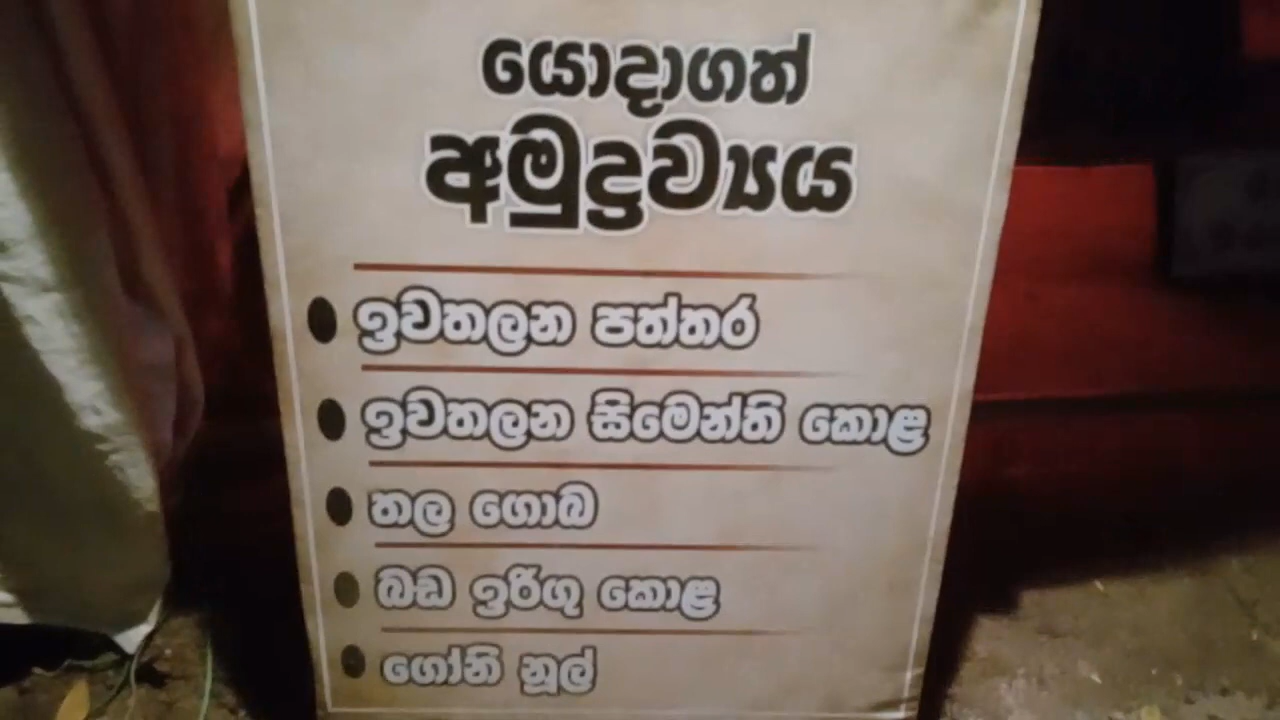 යොදාගත්
අමුද්‍රව්‍යය
ඉවතලන පත්තර
ඉවතලන සිමෙන්ති කොළ
තල ගොබ
බඩ ඉරිගු කොළ
ගෝනි නූල්